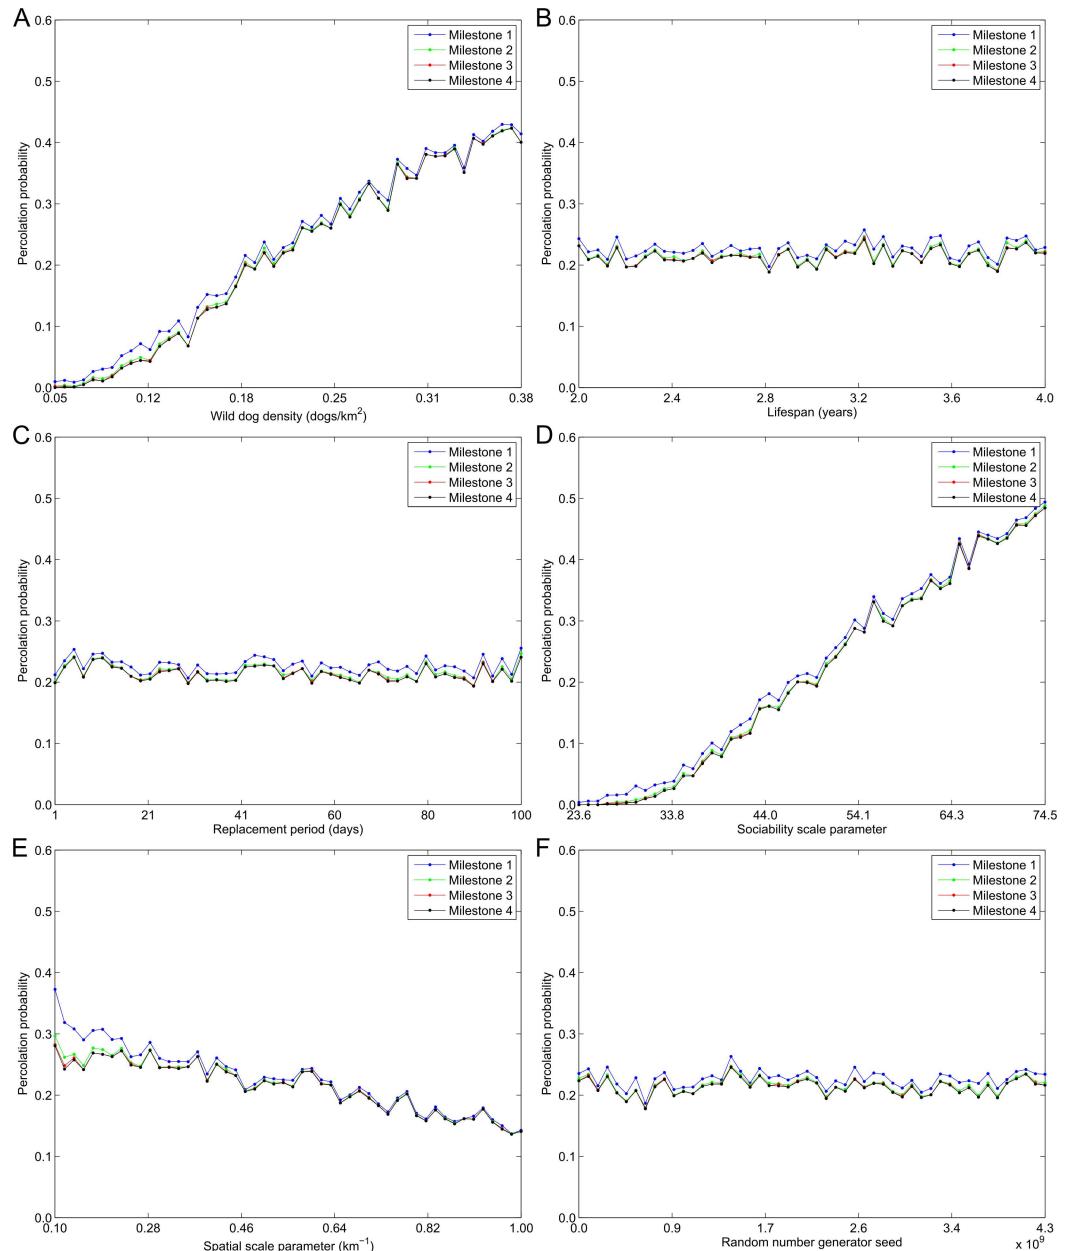 A
B
Percolation probability
0.6
0.5
0.4
0.3
0.2
0.1
0.0
Milestone 1
Milestone 2
Milestone 3
Milestone 4
0.05 0.12 0.18 0.25 0.31 0.38
Wild dog density (dogs/km²)
Percolation probability
0.6
0.5
0.4
0.3
0.2
0.1
0.0
Milestone 1
Milestone 2
Milestone 3
Milestone 4
2.0 2.4 2.8 3.2 3.6 4.0
Lifespan (years)
C
D
Percolation probability
0.6
0.5
0.4
0.3
0.2
0.1
0.0
Milestone 1
Milestone 2
Milestone 3
Milestone 4
1 21 41 60 80 100
Replacement period (days)
Percolation probability
0.6
0.5
0.4
0.3
0.2
0.1
0.0
Milestone 1
Milestone 2
Milestone 3
Milestone 4
23.6 33.8 44.0 54.1 64.3 74.5
Sociability scale parameter
E
F
Percolation probability
0.6
0.5
0.4
0.3
0.2
0.1
0.0
Milestone 1
Milestone 2
Milestone 3
Milestone 4
0.10 0.28 0.46 0.64 0.82 1.00
Spatial scale parameter (km⁻¹)
Percolation probability
0.6
0.5
0.4
0.3
0.2
0.1
0.0
Milestone 1
Milestone 2
Milestone 3
Milestone 4
0.0 0.9 1.7 2.6 3.4 4.3
Random number generator seed
x 10⁹